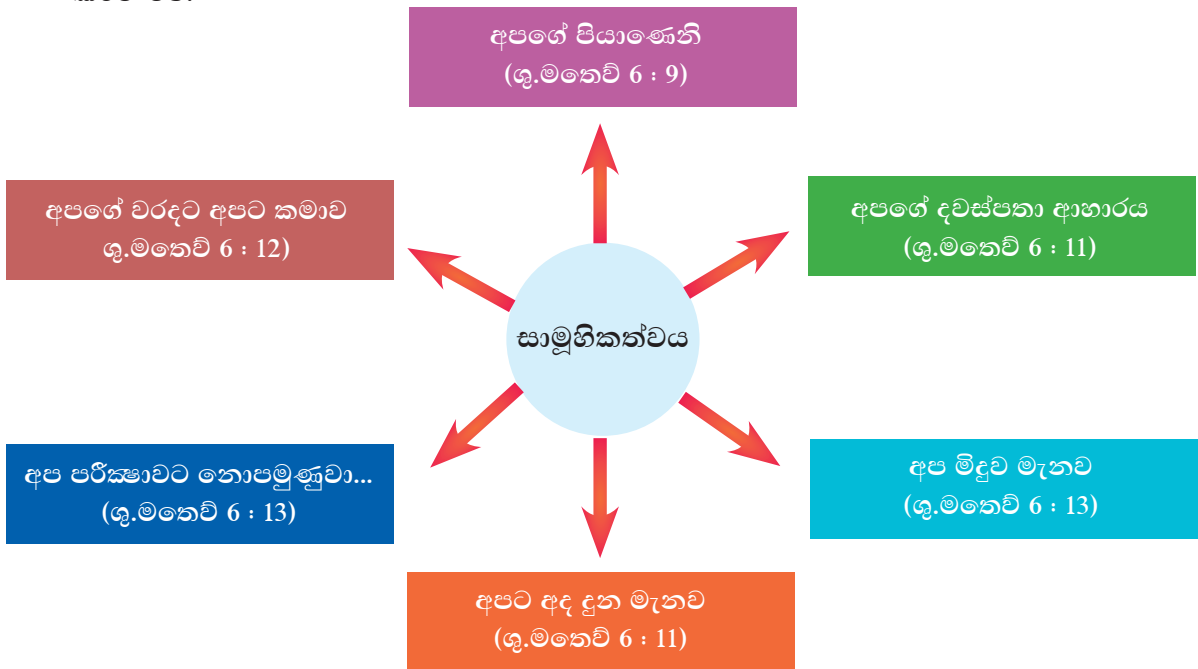 අපගේ පියාණෙනි
(ශු.මතෙව් 6 : 9)
අපගේ වරදට අපට කමාව
ශු.මතෙව් 6 : 12)
අපගේ දවස්පතා ආහාරය
(ශු.මතෙව් 6 : 11)
සාමූහිකත්වය
අප පරීක්‍ෂාවට නොපමුණුවා...
(ශු.මතෙව් 6 : 13)
අප මිදුව මැනව
(ශු.මතෙව් 6 : 13)
අපට අද දුන මැනව
(ශු.මතෙව් 6 : 11)